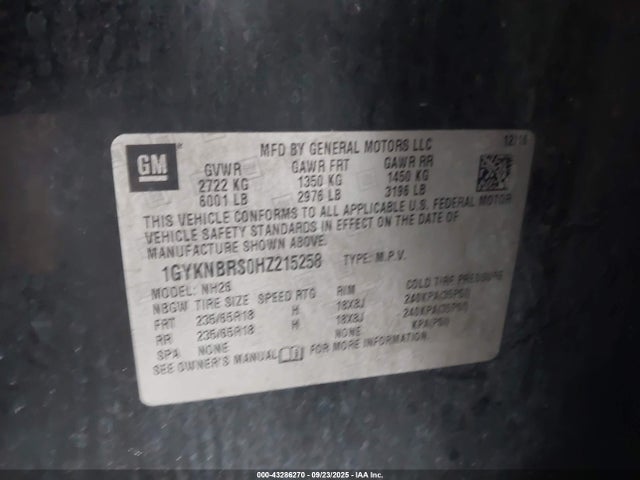 GM
MFD BY GENERAL MOTORS LLC 12/16
GVWR GAWR FRT GAWR RR
2722 KG 1350 KG 1450 KG
6001 LB 2976 LB 3196 LB
THIS VEHICLE CONFORMS TO ALL APPLICABLE U.S. FEDERAL MOTOR
VEHICLE SAFETY STANDARDS IN EFFECT ON THE DATE OF
MANUFACTURE SHOWN ABOVE.
1GYKNBRS0HZ215258 TYPE: M.P.V.
MODEL: NH26
NBGW TIRE SIZE SPEED RTG RIM COLD TIRE PRESSURE
FRT 235/65R18 H 18X8J 240KPA(35PSI)
RR 235/65R18 H 18X8J 240KPA(35PSI)
SPA NONE NONE KPA(PSI)
SEE OWNER'S MANUAL FOR MORE INFORMATION.
000-43286270 - 09/23/2025 - IAA Inc.